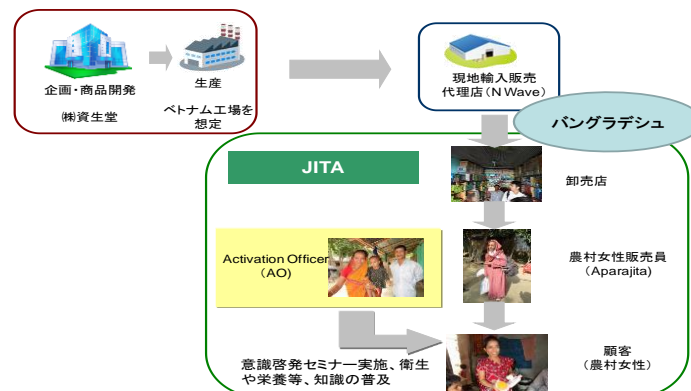 企画・商品開発
㈱資生堂
生産
ベトナム工場を
想定
現地輸入販売
代理店(N Wave)
バングラデシュ
JITA
卸売店
Activation Officer
(AO)
農村女性販売員
(Aparajita)
意識啓発セミナー実施、衛生
や栄養等、知識の普及
顧客
(農村女性)